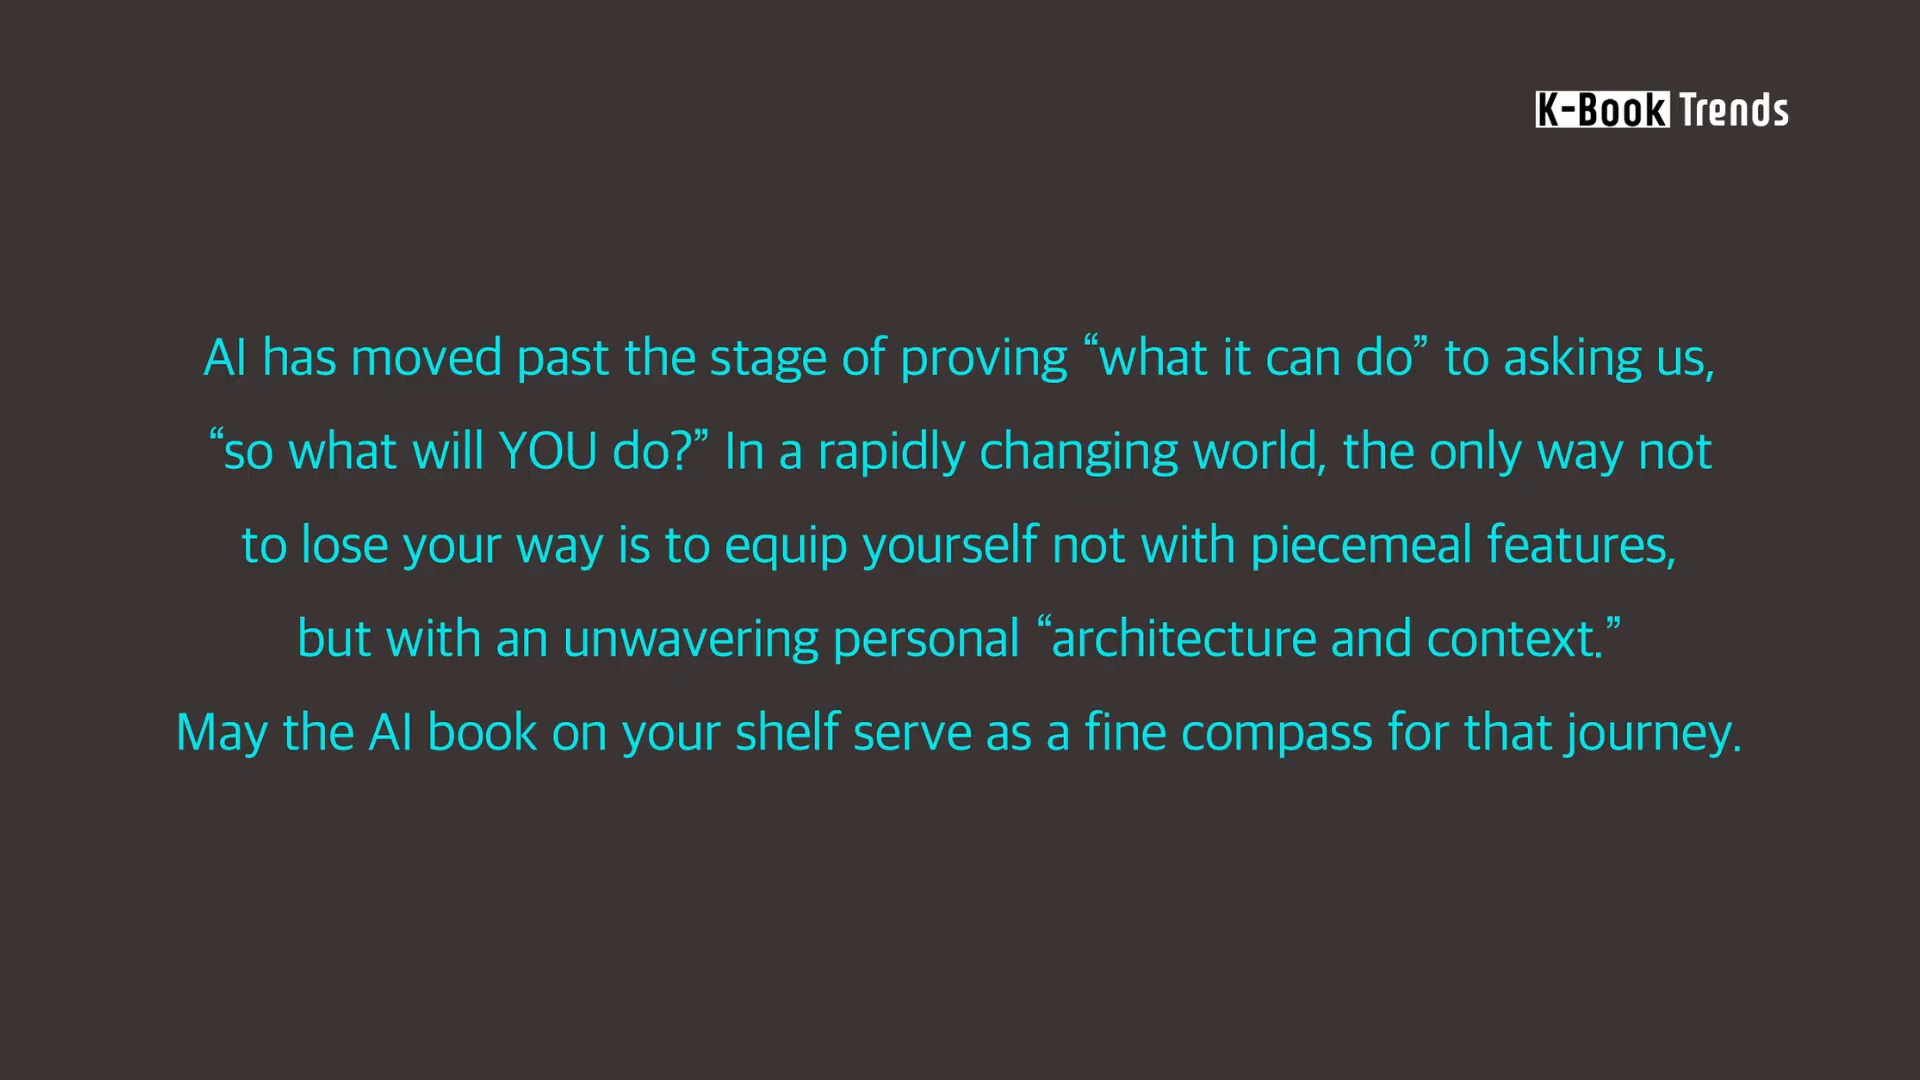 K-Book Trends
AI has moved past the stage of proving “what it can do” to asking us,
“so what will YOU do?” In a rapidly changing world, the only way not
to lose your way is to equip yourself not with piecemeal features,
but with an unwavering personal “architecture and context.”
May the AI book on your shelf serve as a fine compass for that journey.